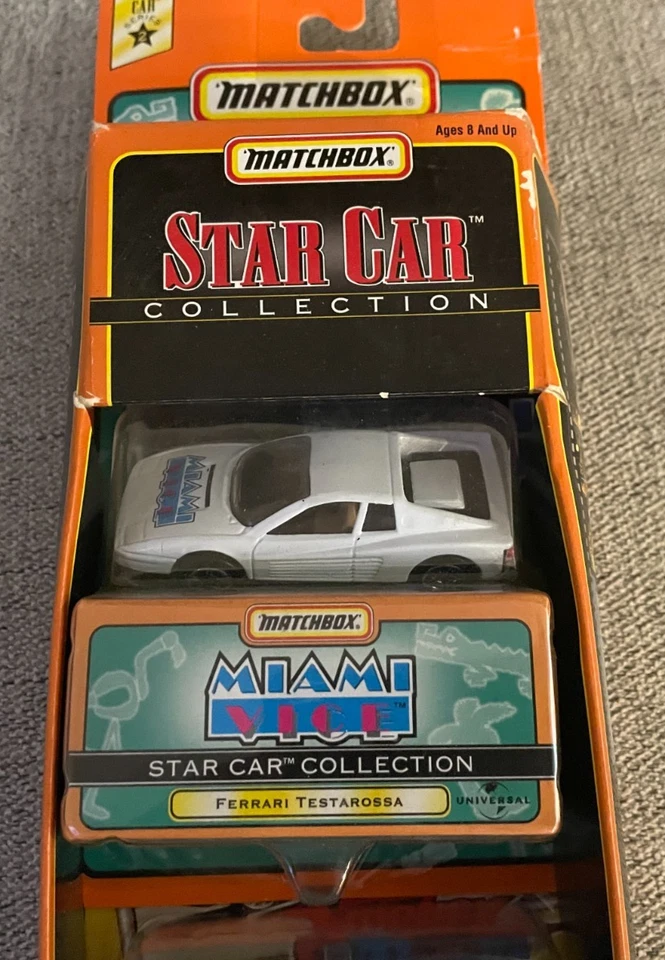 CAR
SERIES
2
MATCHBOX®
Ages 8 And Up
MATCHBOX®
STAR CAR™
COLLECTION
MIAMI
VICE
MATCHBOX®
MIAMI
VICE™
STAR CAR™ COLLECTION
FERRARI TESTAROSSA
UNIVERSAL